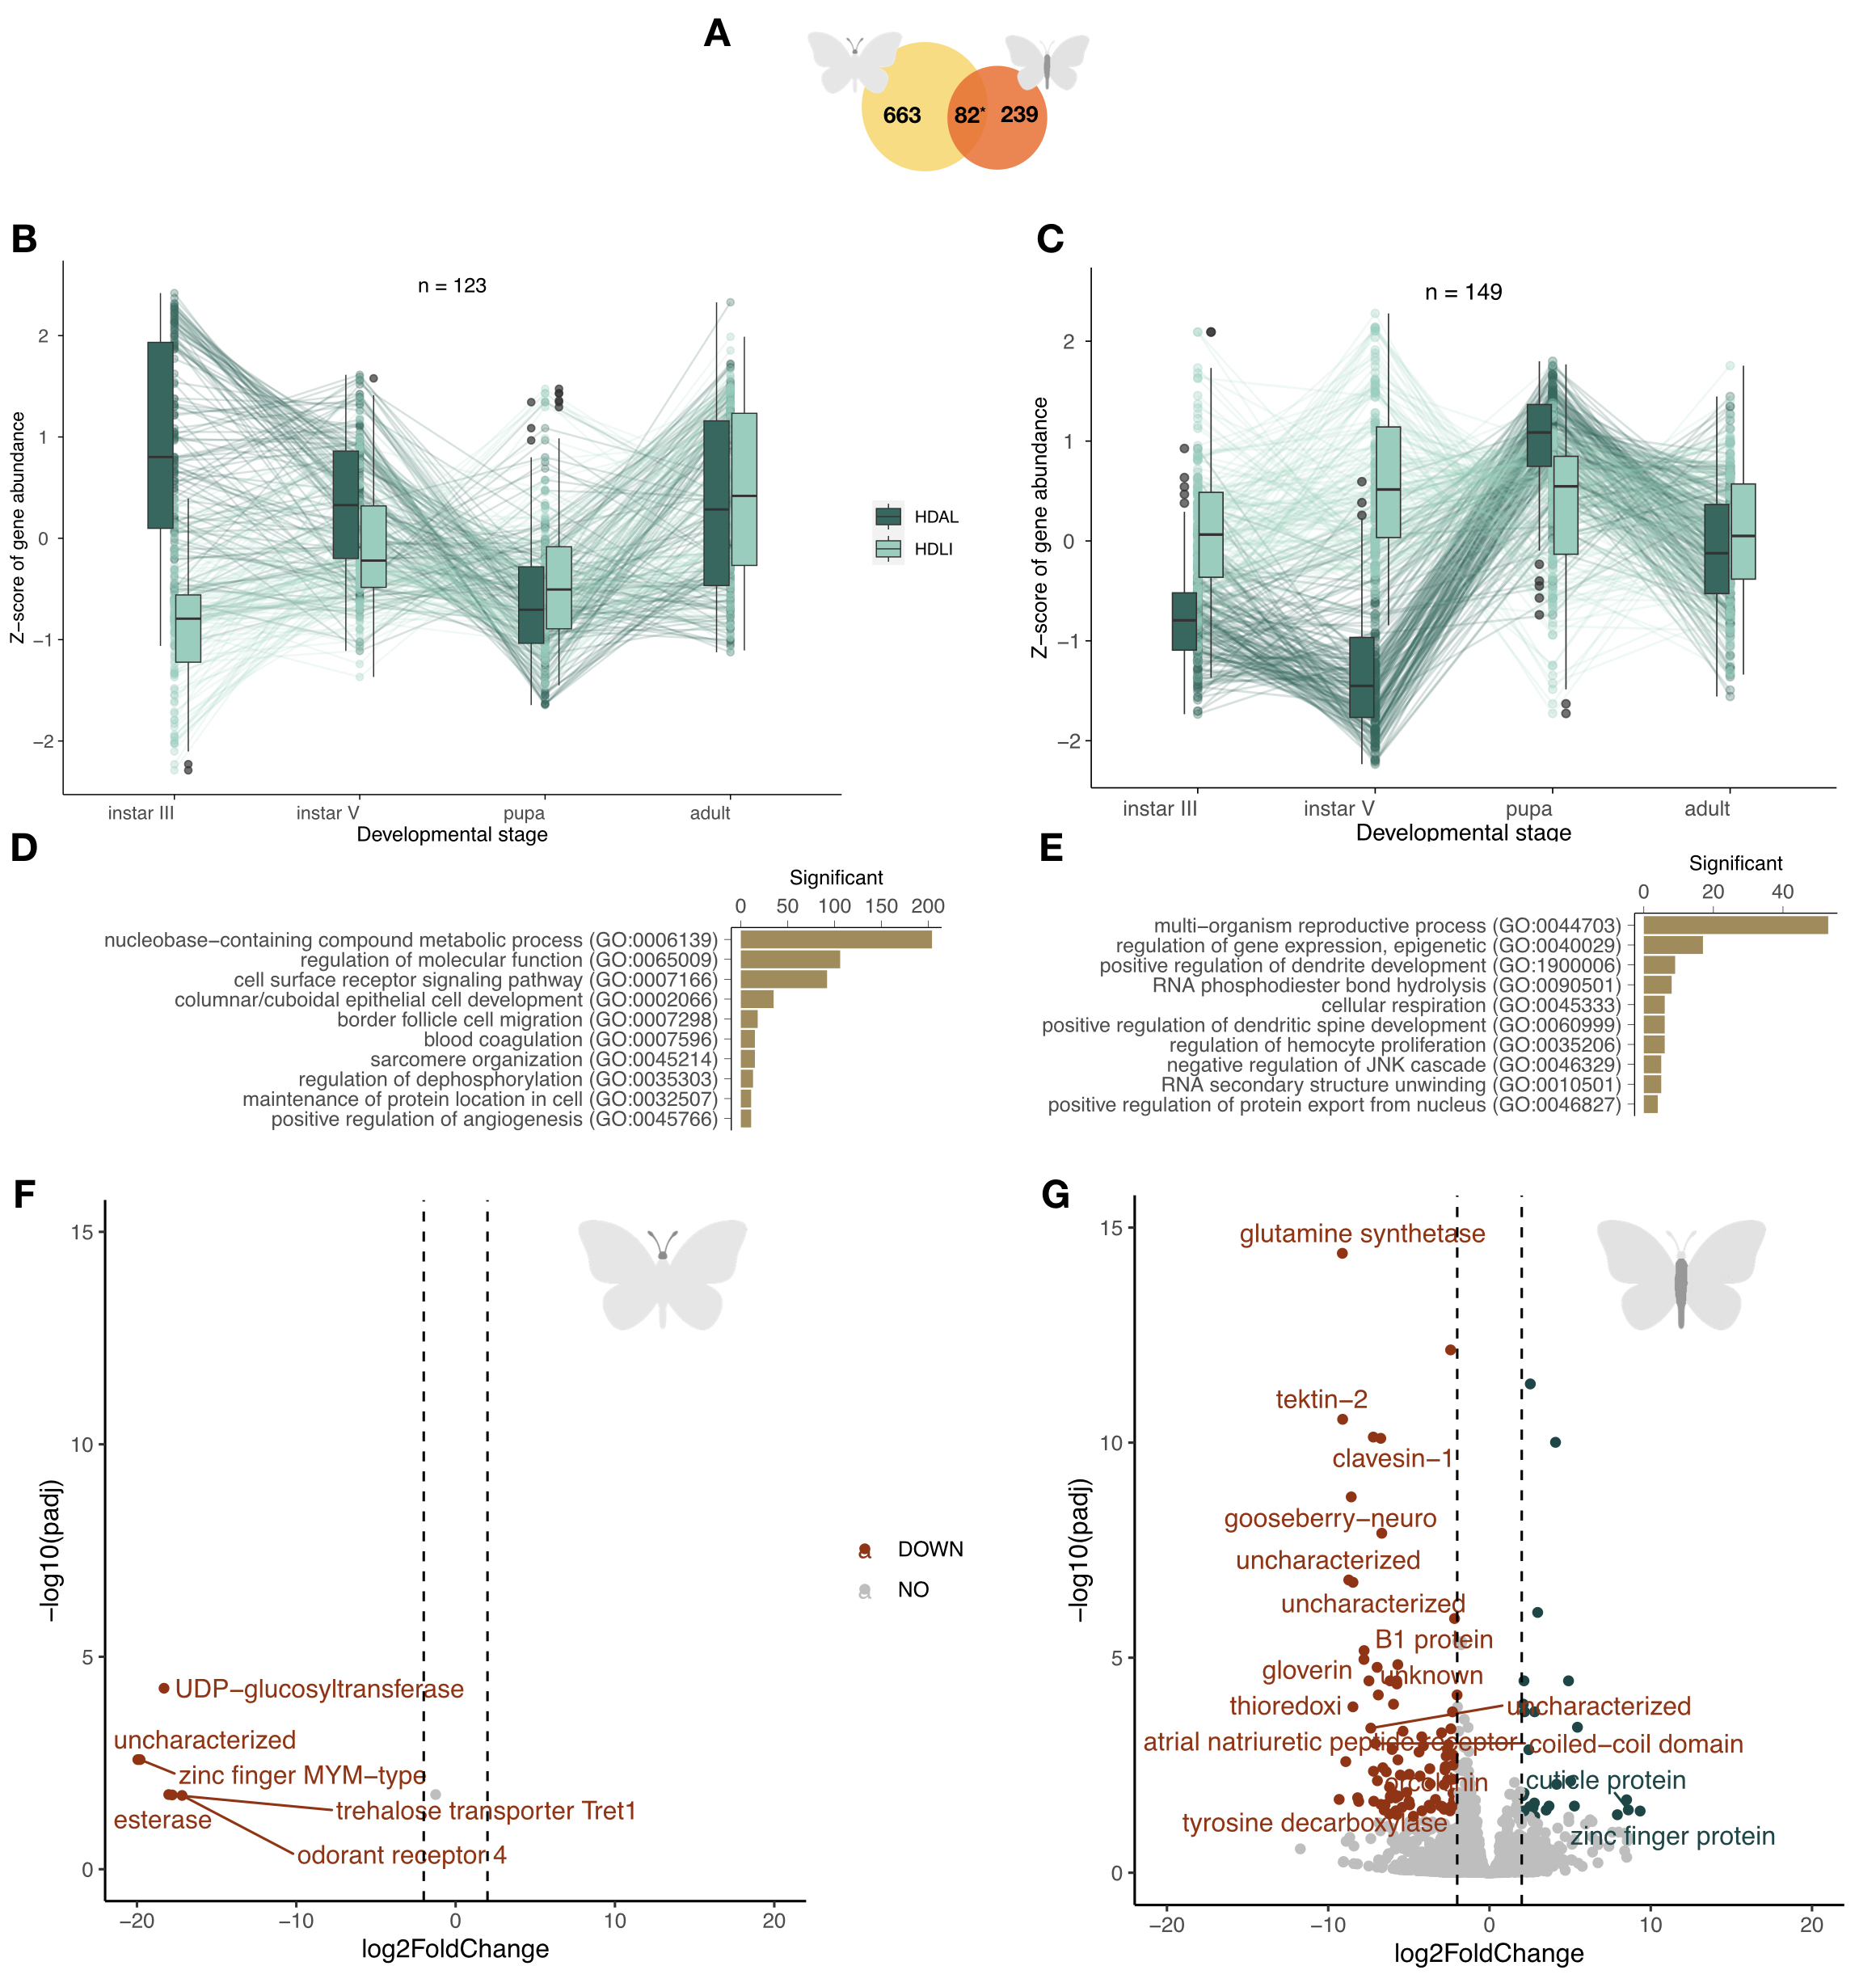 A
663
82*
239
B
n = 123
Z−score of gene abundance
2
1
0
−1
−2
instar III
instar V
pupa
adult
Developmental stage
HDAL
HDLI
C
n = 149
Z−score of gene abundance
2
1
0
−1
−2
instar III
instar V
pupa
adult
Developmental stage
D
Significant
0 50 100 150 200
nucleobase−containing compound metabolic process (GO:0006139)
regulation of molecular function (GO:0065009)
cell surface receptor signaling pathway (GO:0007166)
columnar/cuboidal epithelial cell development (GO:0002066)
border follicle cell migration (GO:0007298)
blood coagulation (GO:0007596)
sarcomere organization (GO:0045214)
regulation of dephosphorylation (GO:0035303)
maintenance of protein location in cell (GO:0032507)
positive regulation of angiogenesis (GO:0045766)
E
Significant
0 20 40
multi−organism reproductive process (GO:0044703)
regulation of gene expression, epigenetic (GO:0040029)
positive regulation of dendrite development (GO:1900006)
RNA phosphodiester bond hydrolysis (GO:0090501)
cellular respiration (GO:0045333)
positive regulation of dendritic spine development (GO:0060999)
regulation of hemocyte proliferation (GO:0035206)
negative regulation of JNK cascade (GO:0046329)
RNA secondary structure unwinding (GO:0010501)
positive regulation of protein export from nucleus (GO:0046827)
F
−log10(padj)
15
10
5
0
UDP−glucosyltransferase
uncharacterized
zinc finger MYM−type
trehalose transporter Tret1
esterase
odorant receptor 4
−20 −10 0 10 20
log2FoldChange
a DOWN
a NO
G
−log10(padj)
15
10
5
0
glutamine synthetase
tektin−2
clavesin−1
gooseberry−neuro
uncharacterized
uncharacterized
B1 protein
gloverin
unknown
thioredoxi
uncharacterized
atrial natriuretic peptide receptor
coiled−coil domain
cuticle protein
tyrosine decarboxylase
zinc finger protein
−20 −10 0 10 20
log2FoldChange